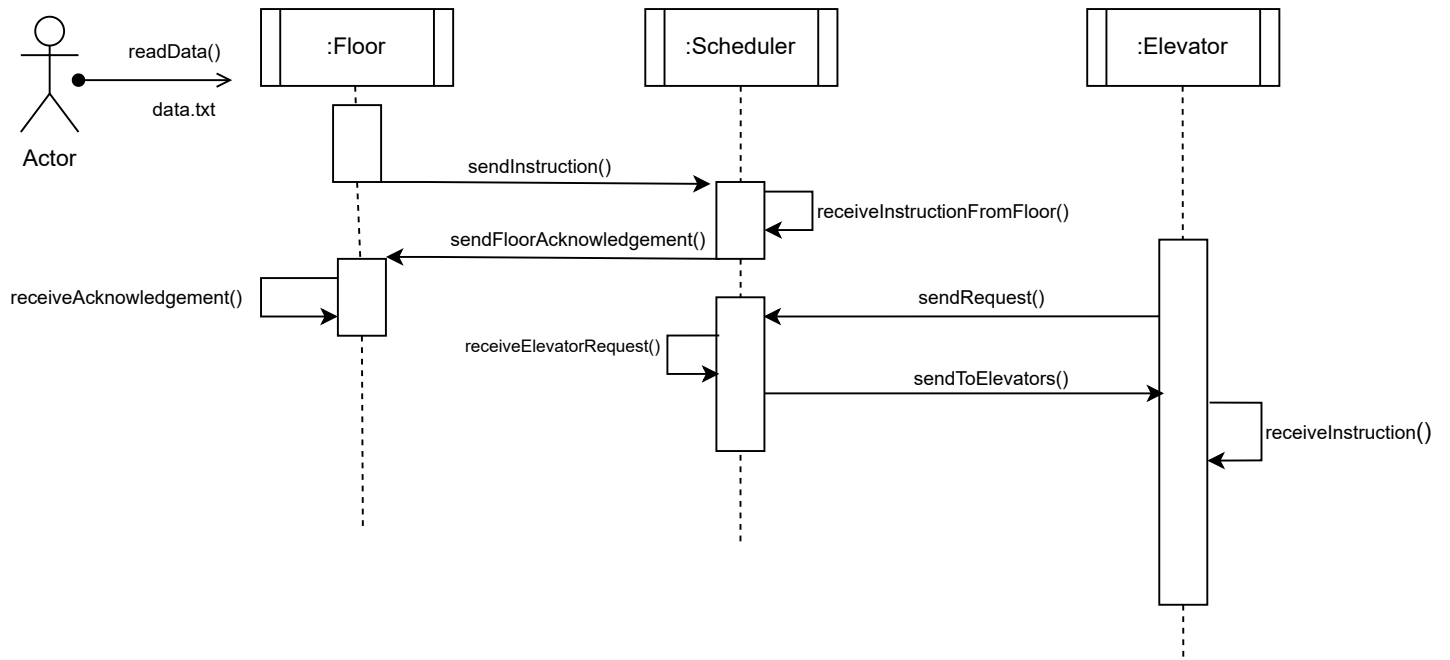 :Floor
:Scheduler
:Elevator
readData()
data.txt
Actor
sendInstruction()
receiveInstructionFromFloor()
sendFloorAcknowledgement()
receiveAcknowledgement()
sendRequest()
receiveElevatorRequest()
sendToElevators()
receiveInstruction()